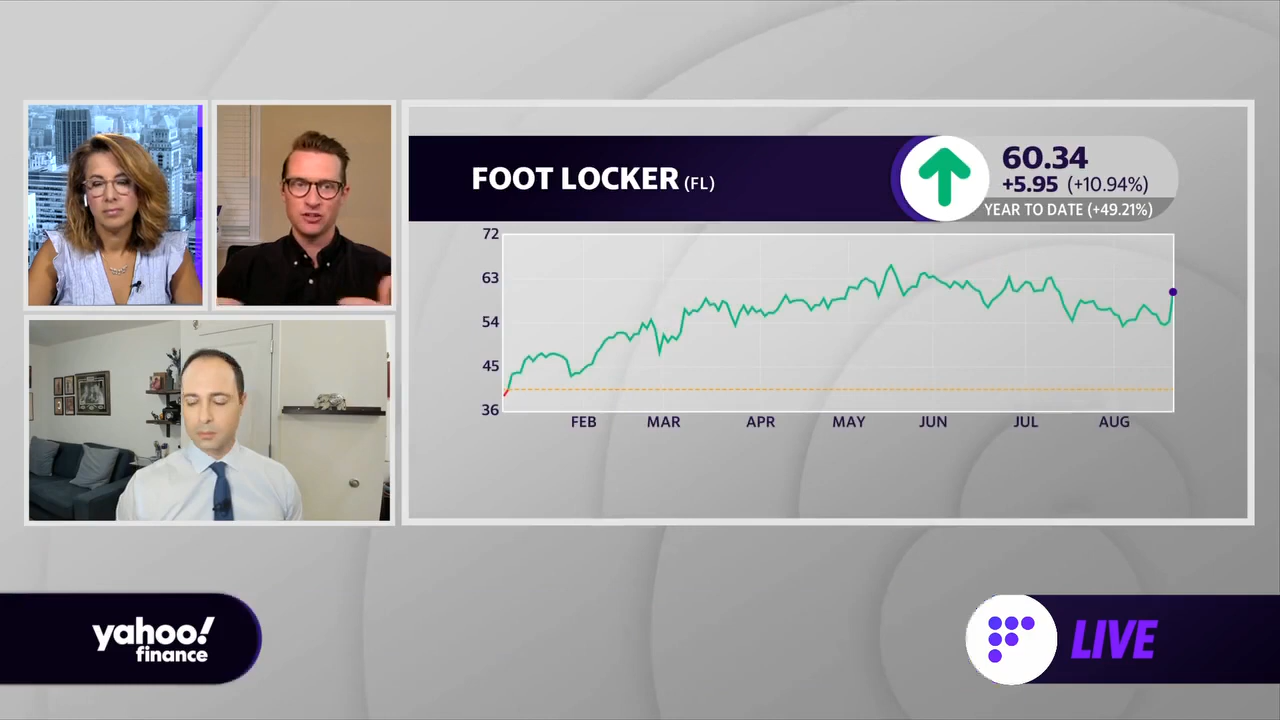 FOOT LOCKER (FL)
60.34
+5.95 (+10.94%)
YEAR TO DATE (+49.21%)
72
63
54
45
36
FEB MAR APR MAY JUN JUL AUG
yahoo!
finance
LIVE